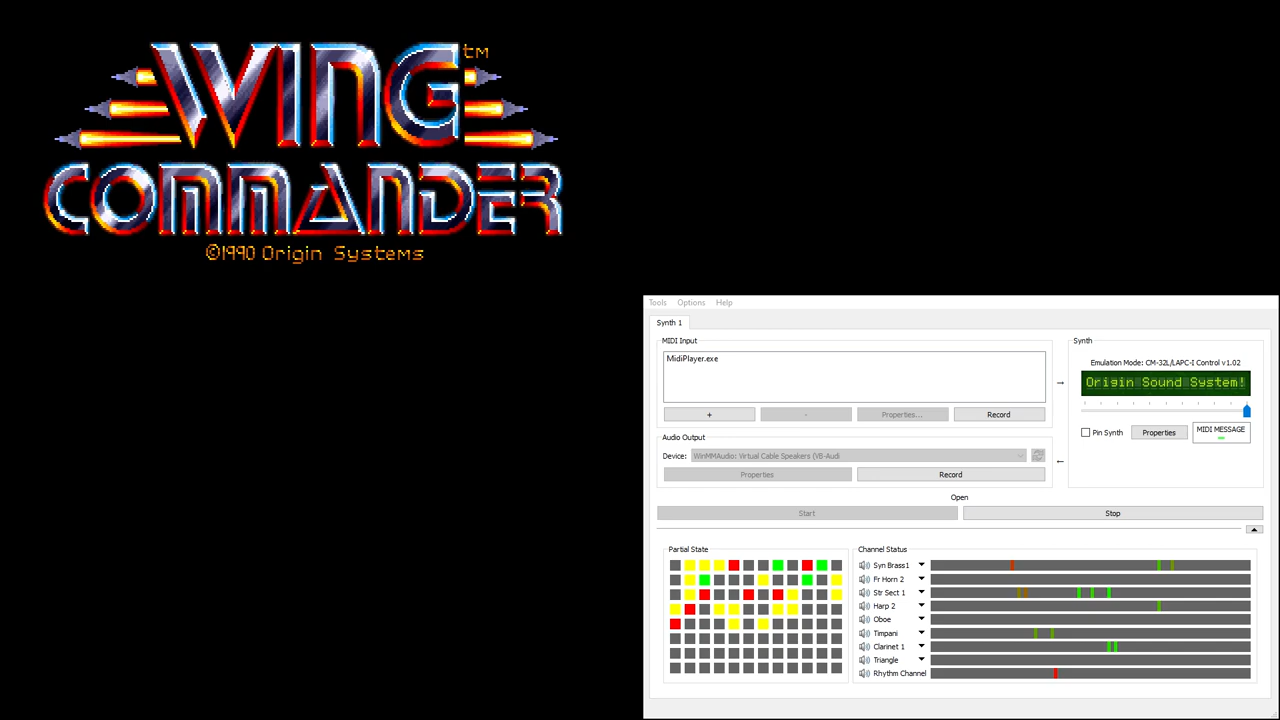 WING
TM
COMMANDER
©1990 Origin Systems
Tools Options Help
Synth 1
MIDI Input
MidiPlayer.exe
+ - Properties... Record
Audio Output
Device: WinMMAudio: Virtual Cable Speakers (VB-Audi
Properties Record
Synth
Emulation Mode: CM-32L/LAPC-I Control v1.02
Origin Sound System!
Pin Synth Properties MIDI MESSAGE
Open
Start Stop
Partial State
Channel Status
Syn Brass1
Fr Horn 2
Str Sect 1
Harp 2
Oboe
Timpani
Clarinet 1
Triangle
Rhythm Channel